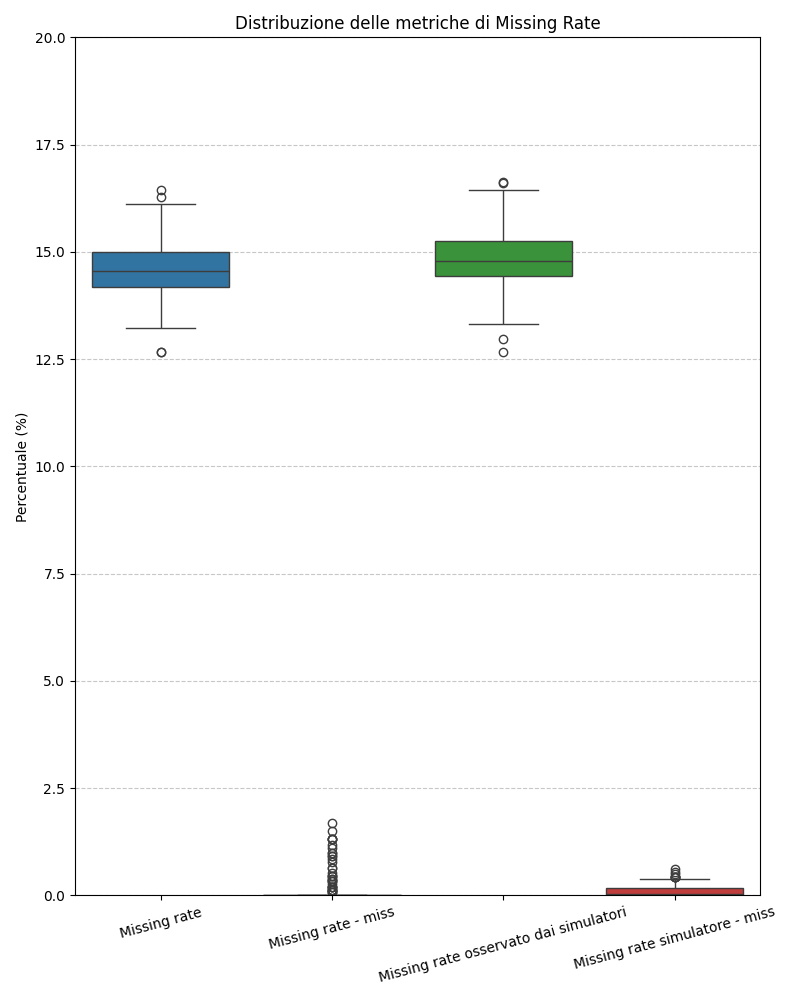 Distribuzione delle metriche di Missing Rate
20.0
17.5
15.0
12.5
10.0
7.5
5.0
2.5
0.0
Percentuale (%)
Missing rate
Missing rate - miss
Missing rate osservato dai simulatori
Missing rate simulatore - miss